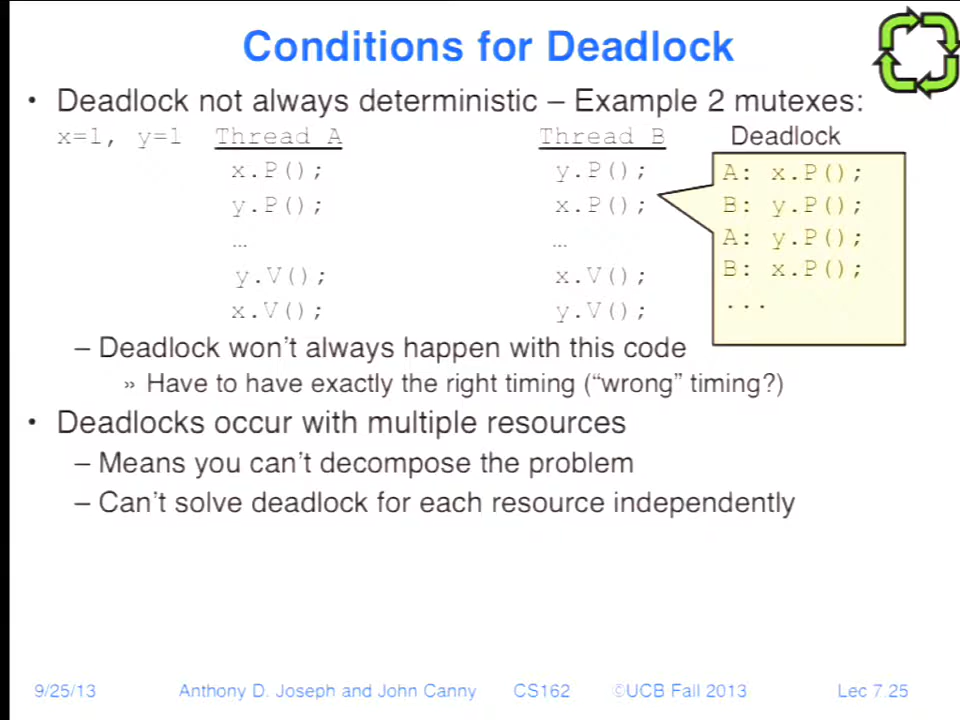 Conditions for Deadlock
• Deadlock not always deterministic – Example 2 mutexes:
x=1, y=1 Thread A Thread B Deadlock
x.P(); y.P(); A: x.P();
y.P(); x.P(); B: y.P();
… … A: y.P();
y.V(); x.V(); B: x.P();
x.V(); y.V(); ...
– Deadlock won't always happen with this code
» Have to have exactly the right timing (“wrong” timing?)
• Deadlocks occur with multiple resources
– Means you can't decompose the problem
– Can't solve deadlock for each resource independently
9/25/13 Anthony D. Joseph and John Canny CS162 ©UCB Fall 2013 Lec 7.25